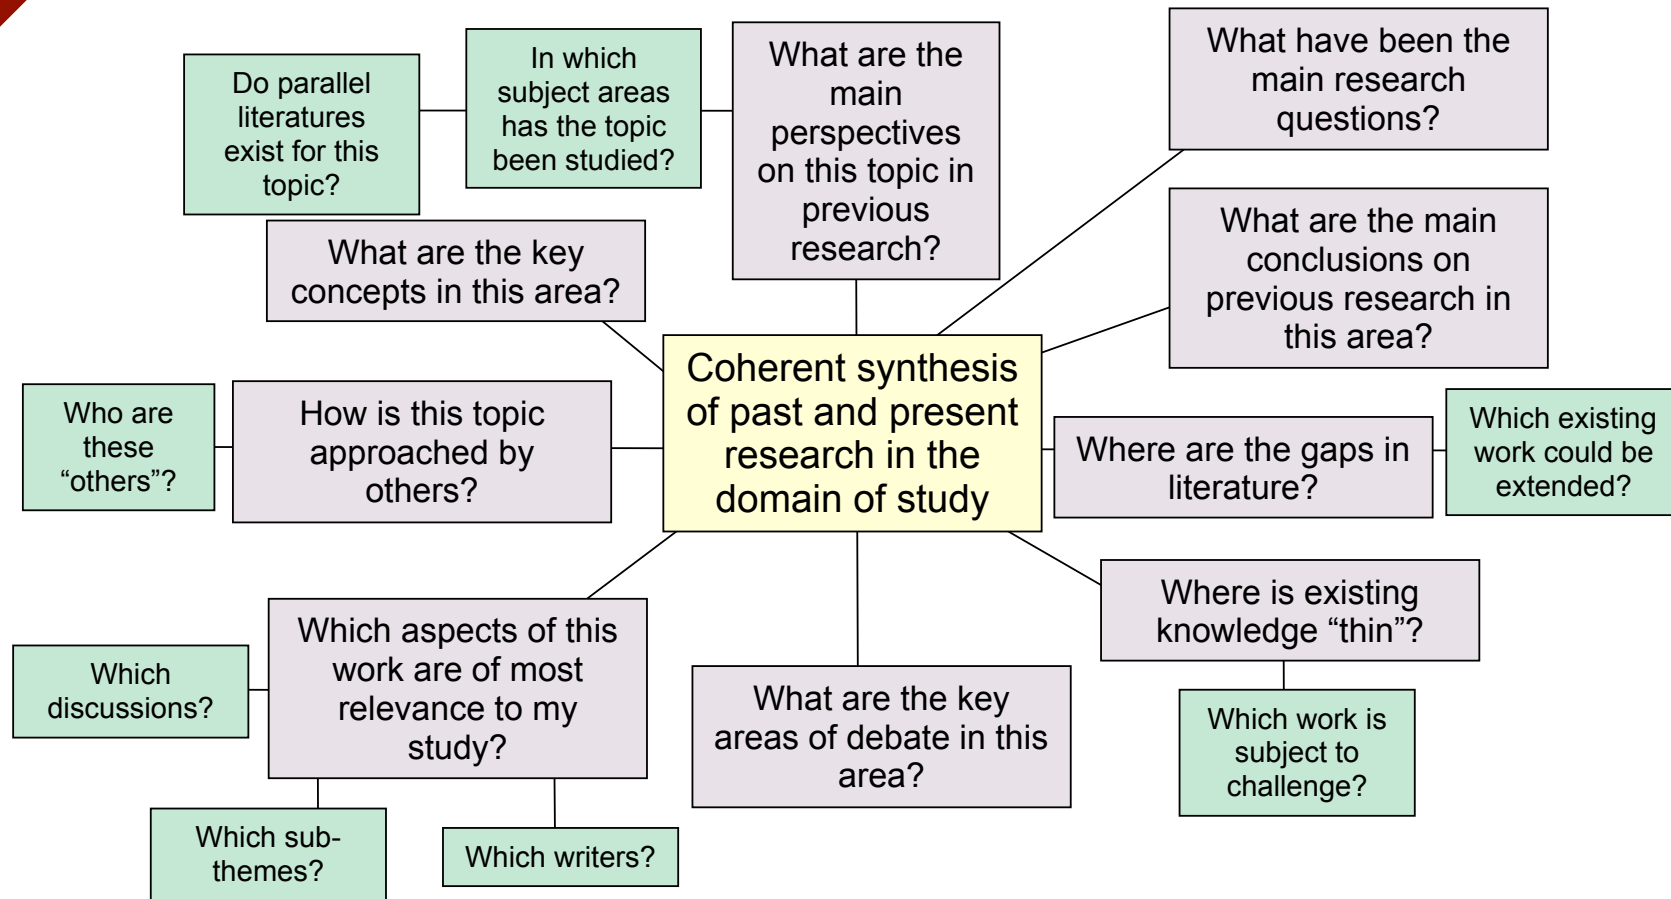 Do parallel
literatures
exist for this
topic?
In which
subject areas
has the topic
been studied?
What are the
main
perspectives
on this topic in
previous
research?
What have been the
main research
questions?
What are the key
concepts in this area?
What are the main
conclusions on
previous research in
this area?
Who are
these
“others”?
How is this topic
approached by
others?
Coherent synthesis
of past and present
research in the
domain of study
Where are the gaps in
literature?
Which existing
work could be
extended?
Which aspects of this
work are of most
relevance to my
study?
Which
discussions?
Which sub-
themes?
Which writers?
What are the key
areas of debate in this
area?
Where is existing
knowledge “thin”?
Which work is
subject to
challenge?